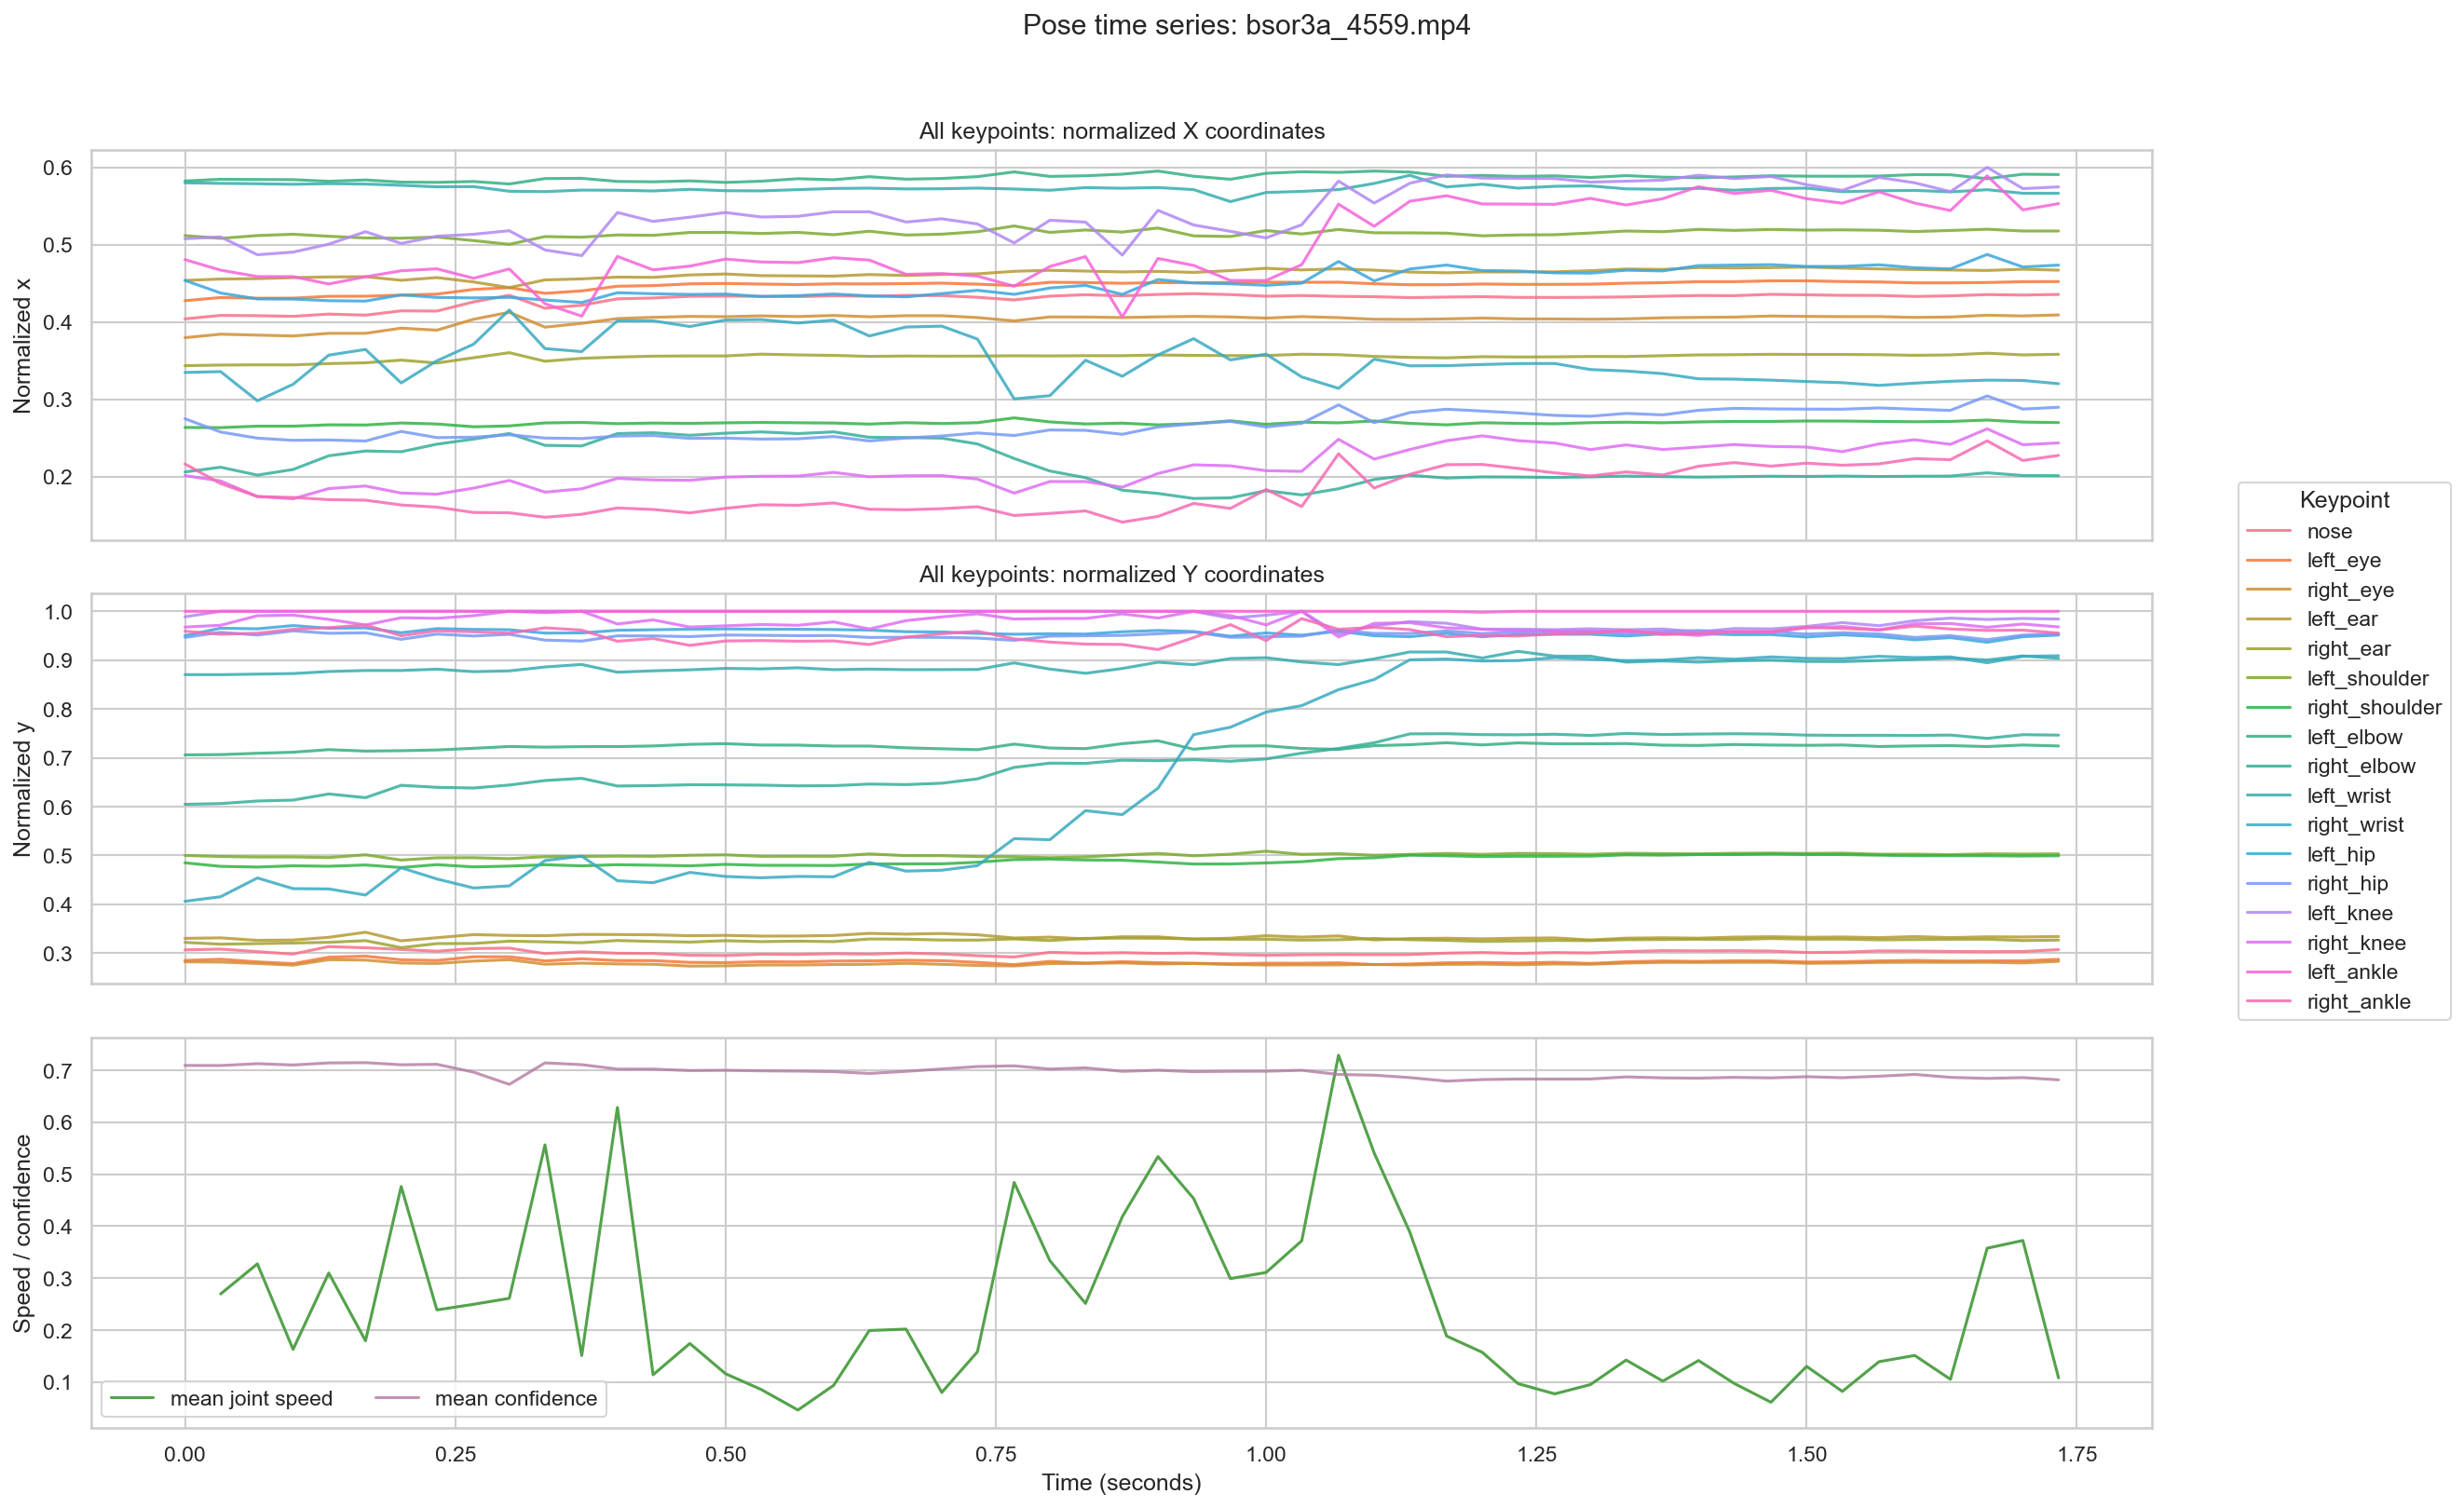 Pose time series: bsor3a_4559.mp4
All keypoints: normalized X coordinates
Normalized x
0.6
0.5
0.4
0.3
0.2
All keypoints: normalized Y coordinates
Normalized y
1.0
0.9
0.8
0.7
0.6
0.5
0.4
0.3
Keypoint
nose
left_eye
right_eye
left_ear
right_ear
left_shoulder
right_shoulder
left_elbow
right_elbow
left_wrist
right_wrist
left_hip
right_hip
left_knee
right_knee
left_ankle
right_ankle
Speed / confidence
0.7
0.6
0.5
0.4
0.3
0.2
0.1
mean joint speed
mean confidence
0.00
0.25
0.50
0.75
1.00
1.25
1.50
1.75
Time (seconds)